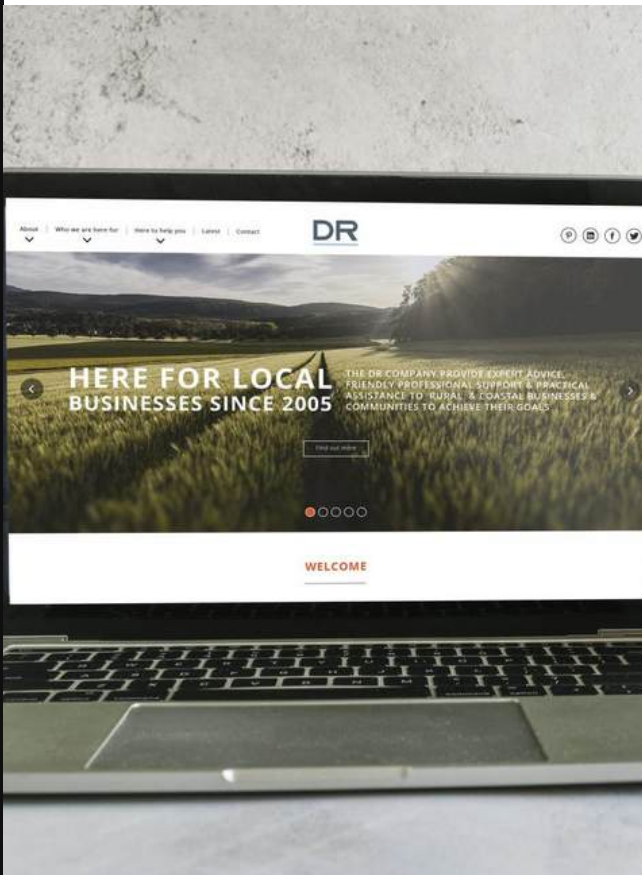 About
Who we are here for
Here to help you
Latest
Contact
DR
HERE FOR LOCAL
BUSINESSES SINCE 2005
THE DR COMPANY PROVIDE EXPERT ADVICE,
FRIENDLY PROFESSIONAL SUPPORT & PRACTICAL
ASSISTANCE TO RURAL & COASTAL BUSINESSES &
COMMUNITIES TO ACHIEVE THEIR GOALS
Find out more
WELCOME